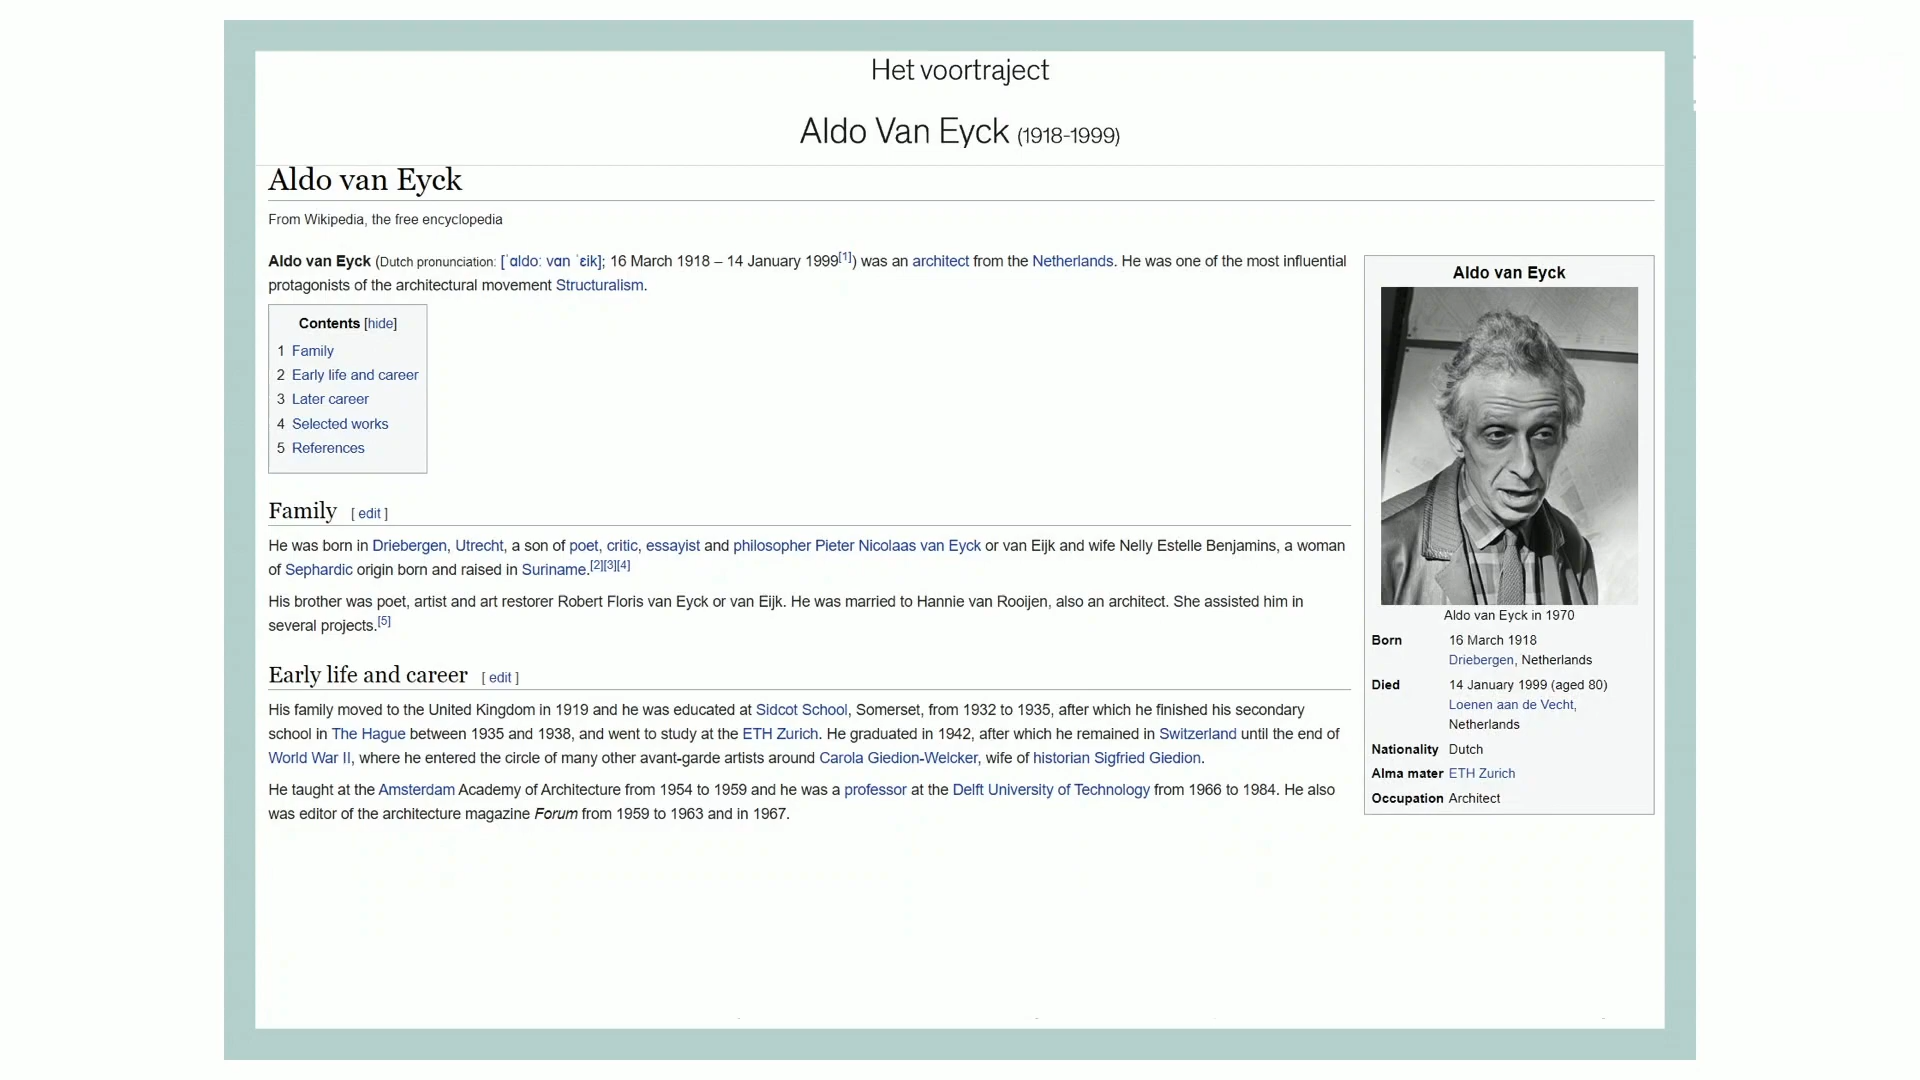 Het voortraject
Aldo Van Eyck (1918-1999)
Aldo van Eyck
From Wikipedia, the free encyclopedia
Aldo van Eyck (Dutch pronunciation: [ˈɑldoː vɑn ˈɛik]; 16 March 1918 – 14 January 1999[1]) was an architect from the Netherlands. He was one of the most influential
protagonists of the architectural movement Structuralism.
Contents [hide]
1 Family
2 Early life and career
3 Later career
4 Selected works
5 References
Family [ edit ]
He was born in Driebergen, Utrecht, a son of poet, critic, essayist and philosopher Pieter Nicolaas van Eyck or van Eijk and wife Nelly Estelle Benjamins, a woman
of Sephardic origin born and raised in Suriname.[2][3][4]
His brother was poet, artist and art restorer Robert Floris van Eyck or van Eijk. He was married to Hannie van Rooijen, also an architect. She assisted him in
several projects.[5]
Early life and career [ edit ]
His family moved to the United Kingdom in 1919 and he was educated at Sidcot School, Somerset, from 1932 to 1935, after which he finished his secondary
school in The Hague between 1935 and 1938, and went to study at the ETH Zurich. He graduated in 1942, after which he remained in Switzerland until the end of
World War II, where he entered the circle of many other avant-garde artists around Carola Giedion-Welcker, wife of historian Sigfried Giedion.
He taught at the Amsterdam Academy of Architecture from 1954 to 1959 and he was a professor at the Delft University of Technology from 1966 to 1984. He also
was editor of the architecture magazine Forum from 1959 to 1963 and in 1967.
Aldo van Eyck
Aldo van Eyck in 1970
Born 16 March 1918
Driebergen, Netherlands
Died 14 January 1999 (aged 80)
Loenen aan de Vecht,
Netherlands
Nationality Dutch
Alma mater ETH Zurich
Occupation Architect